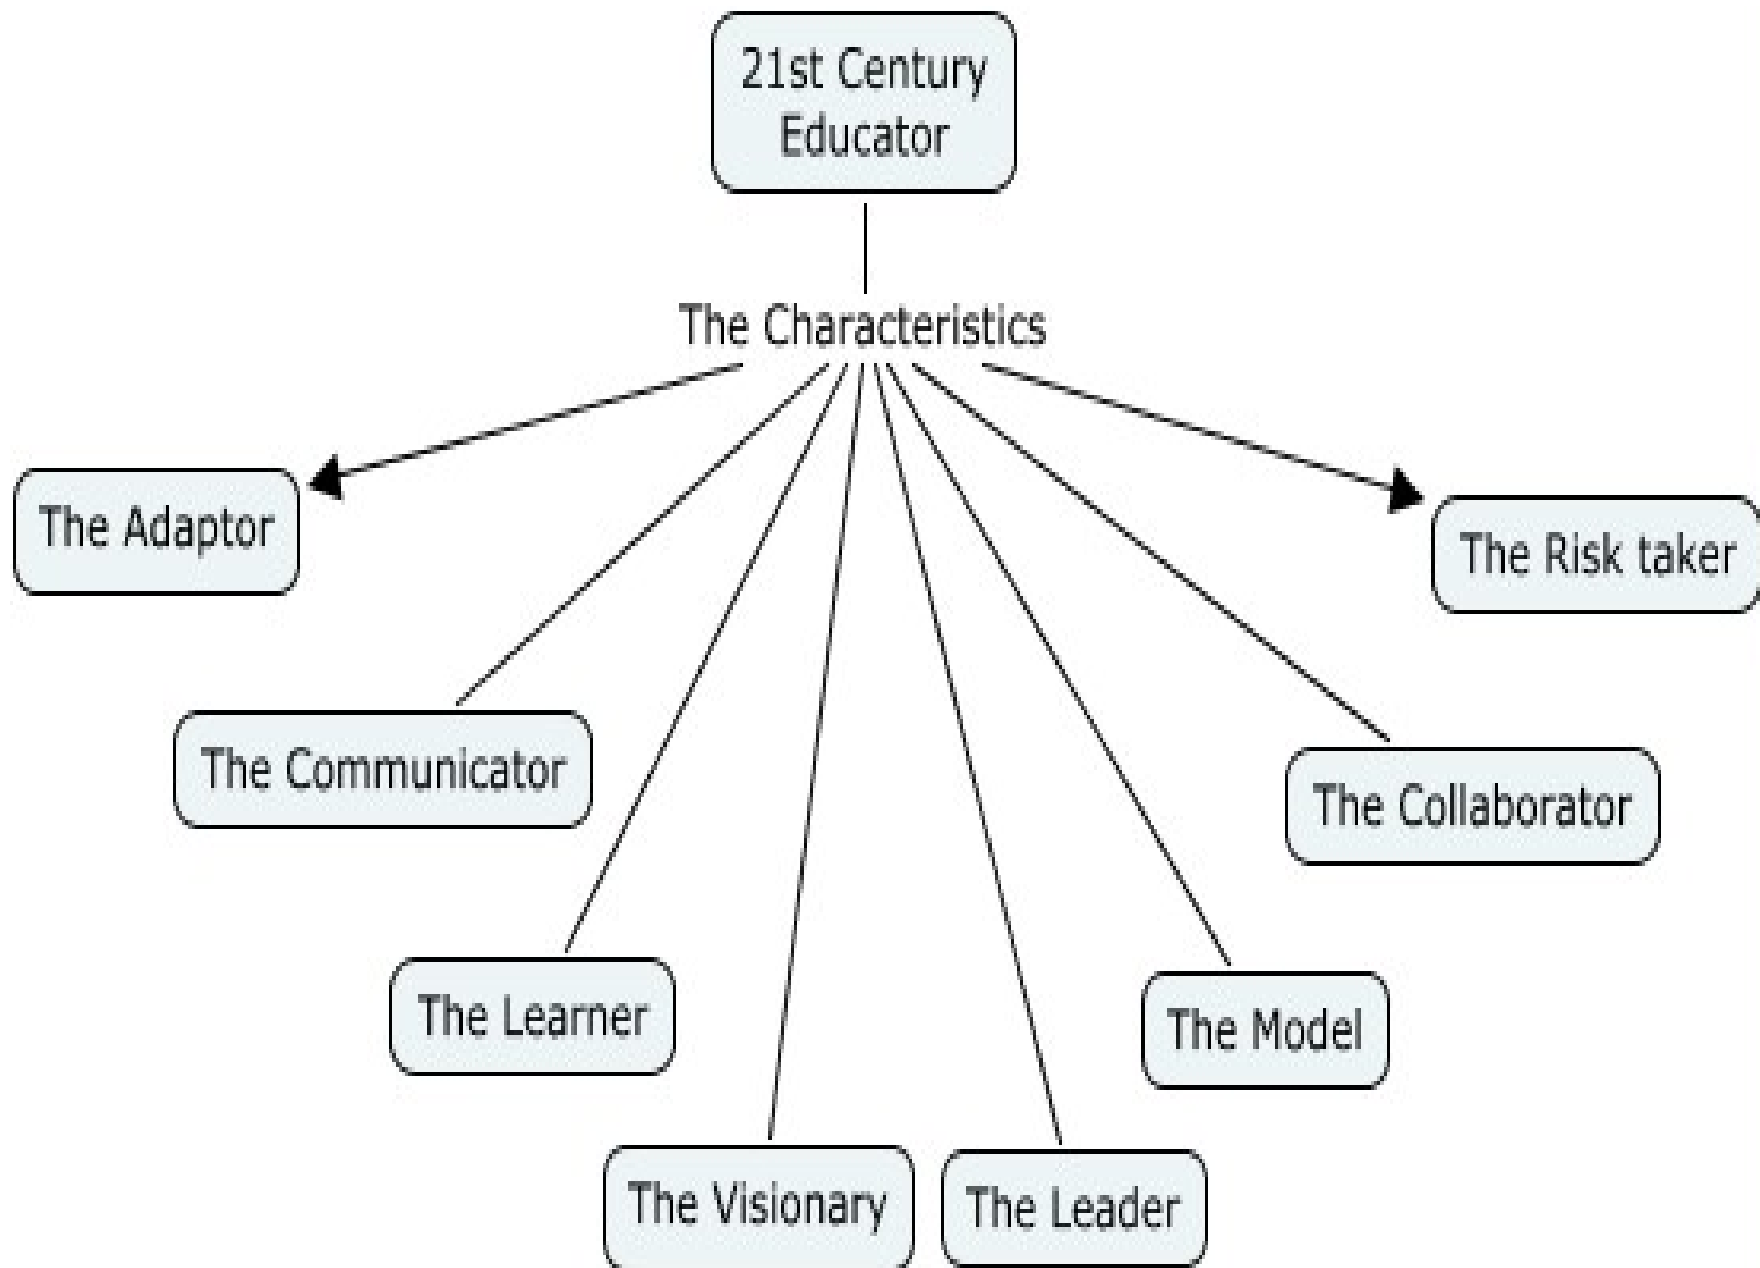 21st Century
Educator
The Characteristics
The Adaptor
The Risk taker
The Communicator
The Collaborator
The Learner
The Model
The Visionary
The Leader